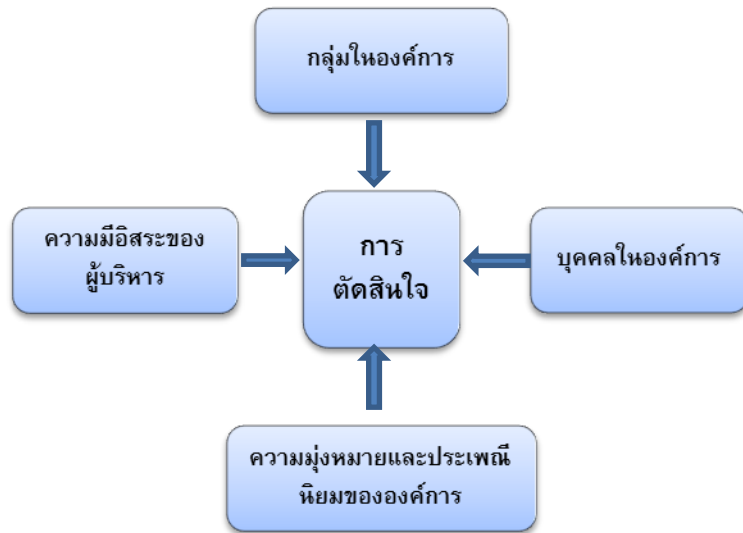 กลุ่มในองค์การ
ความมีอิสระของ
ผู้บริหาร
การ
ตัดสินใจ
บุคคลในองค์การ
ความมุ่งหมายและประเพณี
นิยมขององค์การ